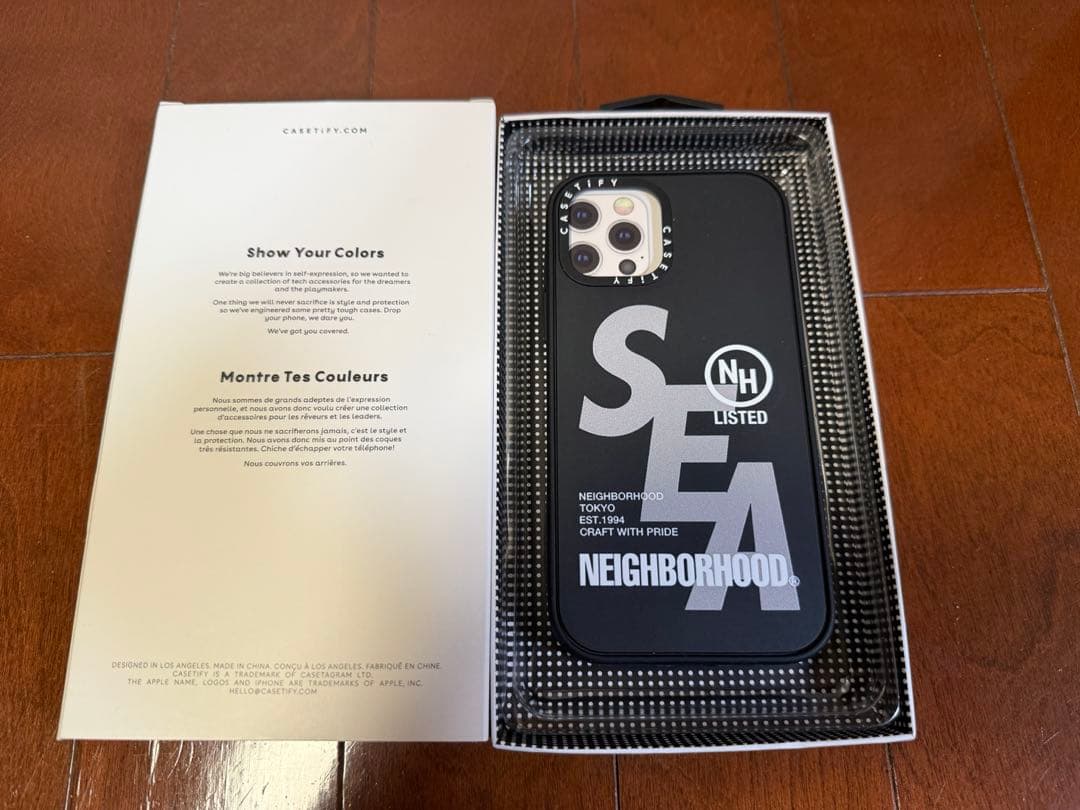 CASETiFY.COM
Show Your Colors
We're big believers in self-expression, so we wanted to
create a collection of tech accessories for the dreamers
and the playmakers.
One thing we will never sacrifice is style and protection
so we've engineered some pretty tough cases. Drop
your phone, we dare you.
We've got you covered.
Montre Tes Couleurs
Nous sommes de grands adeptes de l'expression
personnelle, et nous avons donc voulu créer une collection
d'accessoires pour les rêveurs et les leaders.
Une chose que nous ne sacrifierons jamais, c'est le style et
la protection. Nous avons donc mis au point des coques
très résistantes. Chiche d'échapper votre téléphone!
Nous couvrons vos arrières.
DESIGNED IN LOS ANGELES. MADE IN CHINA. CONÇU À LOS ANGELES. FABRIQUÉ EN CHINE.
CASETIFY IS A TRADEMARK OF CASETAGRAM LTD.
THE APPLE NAME, LOGOS AND IPHONE ARE TRADEMARKS OF APPLE, INC.
HELLO@CASETIFY.COM
CASETiFY
CASETiFY
SEA
NH
LISTED
NEIGHBORHOOD
TOKYO
EST.1994
CRAFT WITH PRIDE
NEIGHBORHOOD®